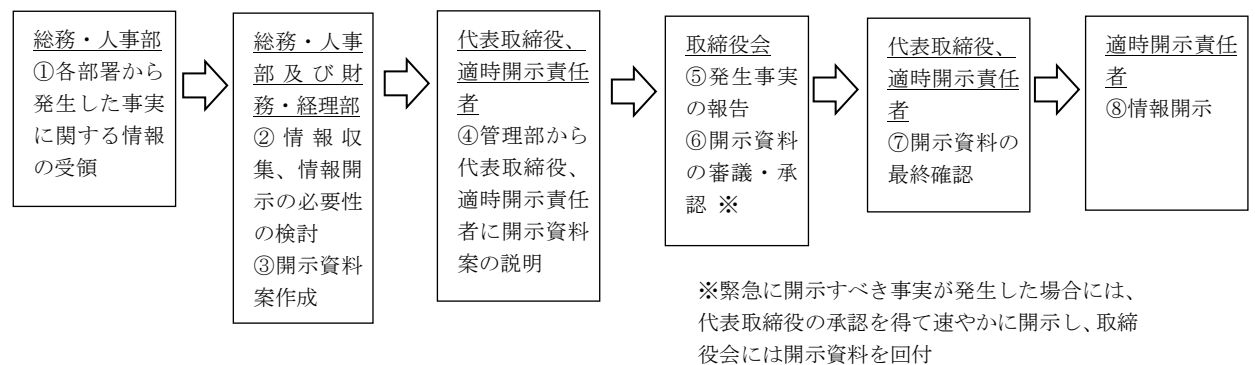 総務・人事部
①各部署から
発生した事実
に関する情報
の受領
総務・人事
部及び財
務・経理部
②情報収
集、情報開
示の必要性
の検討
③開示資料
案作成
代表取締役、
適時開示責任
者
④管理部から
代表取締役、
適時開示責任
者に開示資料
案の説明
取締役会
⑤発生事実
の報告
⑥開示資料
の審議・承
認 ※
代表取締役、
適時開示責任
者
⑦開示資料の
最終確認
適時開示責任
者
⑧情報開示
※緊急に開示すべき事実が発生した場合には、
代表取締役の承認を得て速やかに開示し、取締
役会には開示資料を回付